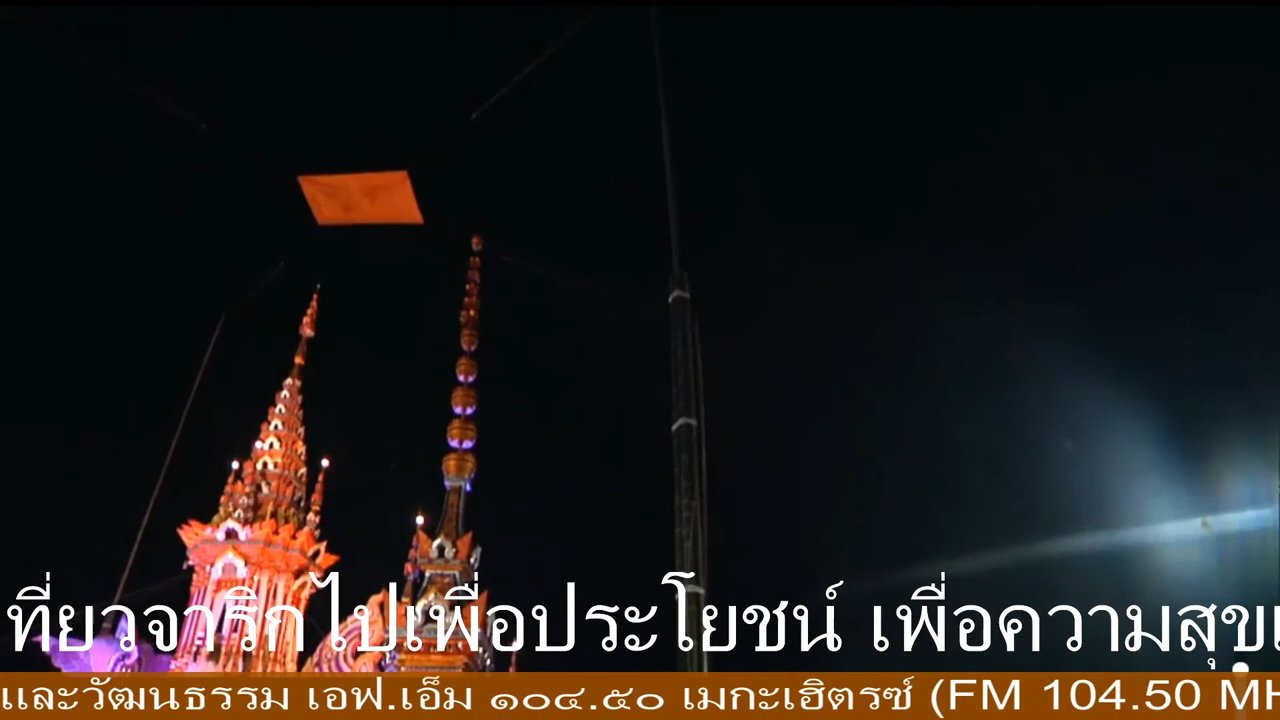 ที่ยวจาริกไปเพื่อประโยชน์ เพื่อความสุข
และวัฒนธรรม เอฟ.เอ็ม ๑๐๔.๕๐ เมกะเฮิตรซ์ (FM 104.50 MH